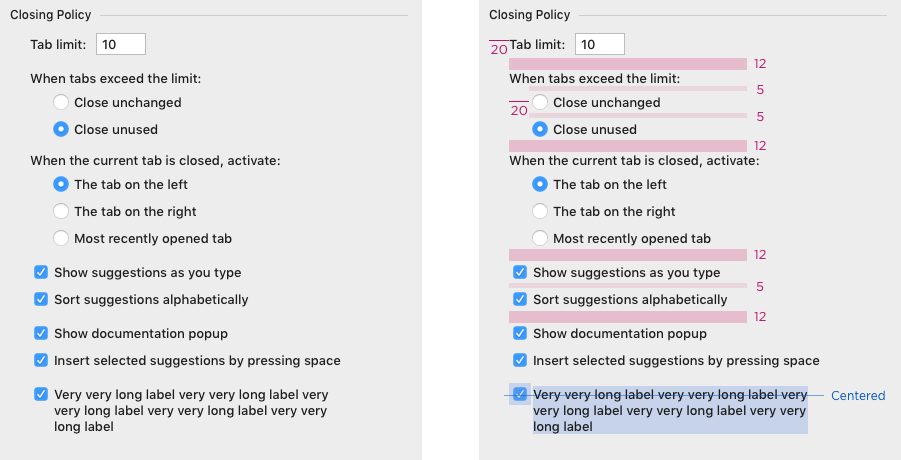 Closing Policy
Tab limit: 10
When tabs exceed the limit:
Close unchanged
Close unused
When the current tab is closed, activate:
The tab on the left
The tab on the right
Most recently opened tab
Show suggestions as you type
Sort suggestions alphabetically
Show documentation popup
Insert selected suggestions by pressing space
Very very long label very very long label very
very long label very very long label very very
long label
Closing Policy
20 Tab limit: 10
12
When tabs exceed the limit:
5
20 Close unchanged
5
Close unused
12
When the current tab is closed, activate:
The tab on the left
The tab on the right
Most recently opened tab
12
Show suggestions as you type
5
Sort suggestions alphabetically
12
Show documentation popup
Insert selected suggestions by pressing space
Very very long label very very long label very Centered
very long label very very long label very very
long label